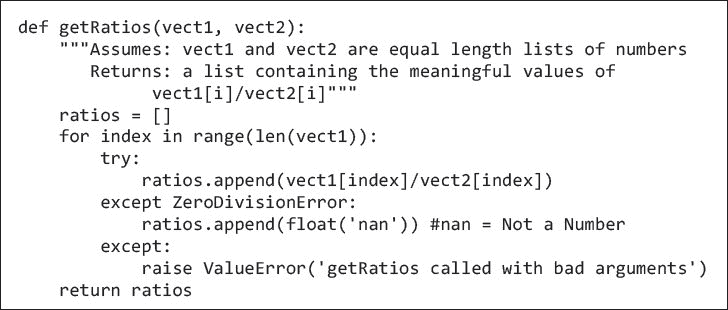 def getRatios(vect1, vect2):
    """Assumes: vect1 and vect2 are equal length lists of numbers
       Returns: a list containing the meaningful values of
             vect1[i]/vect2[i]"""
    ratios = []
    for index in range(len(vect1)):
        try:
            ratios.append(vect1[index]/vect2[index])
        except ZeroDivisionError:
            ratios.append(float('nan')) #nan = Not a Number
        except:
            raise ValueError('getRatios called with bad arguments')
    return ratios